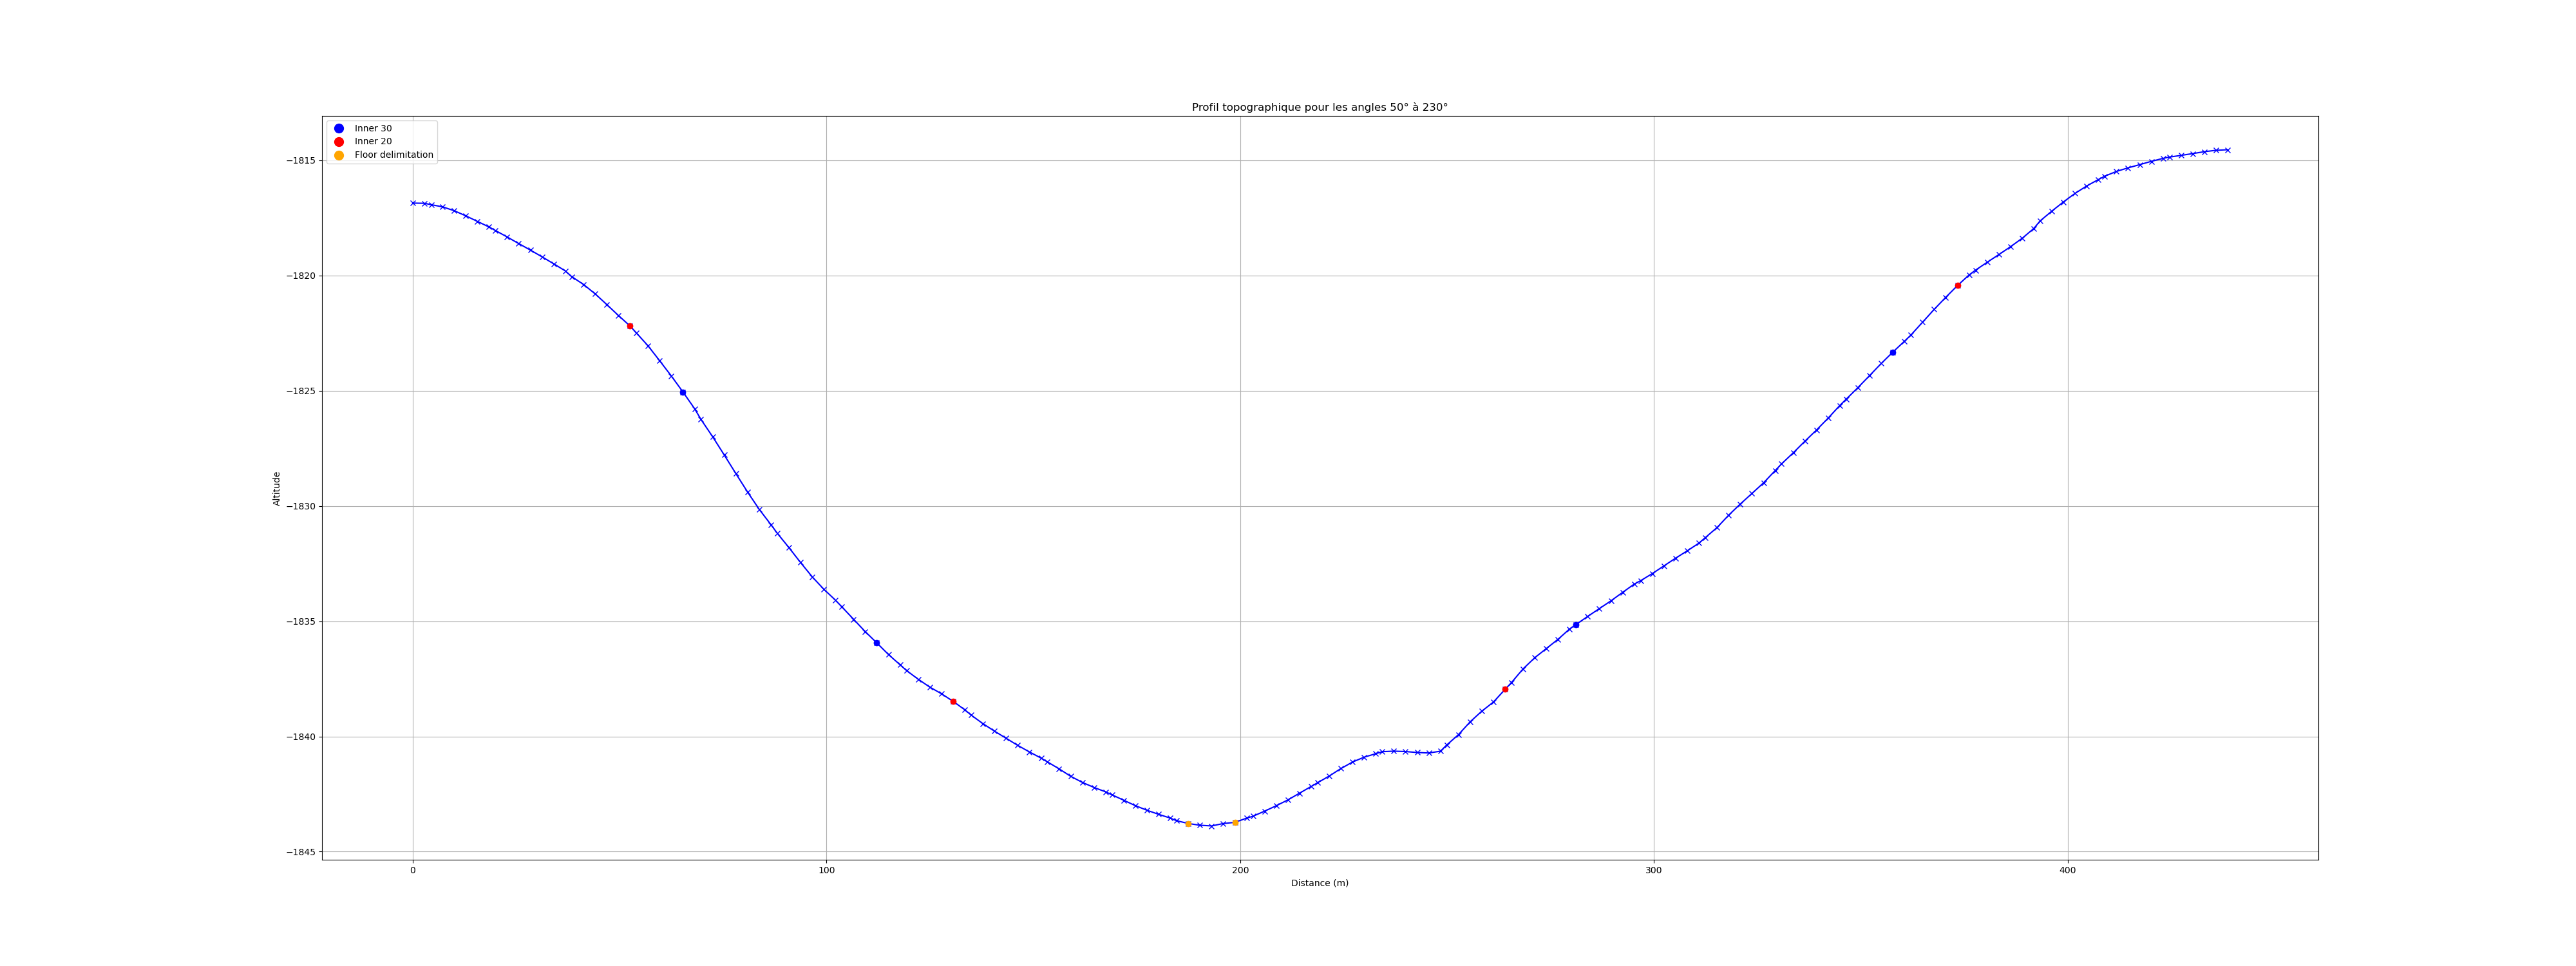 Profil topographique pour les angles 50° à 230°
Inner 30
Inner 20
Floor delimitation
−1815
−1820
−1825
−1830
−1835
−1840
−1845
Altitude
0
100
200
300
400
Distance (m)